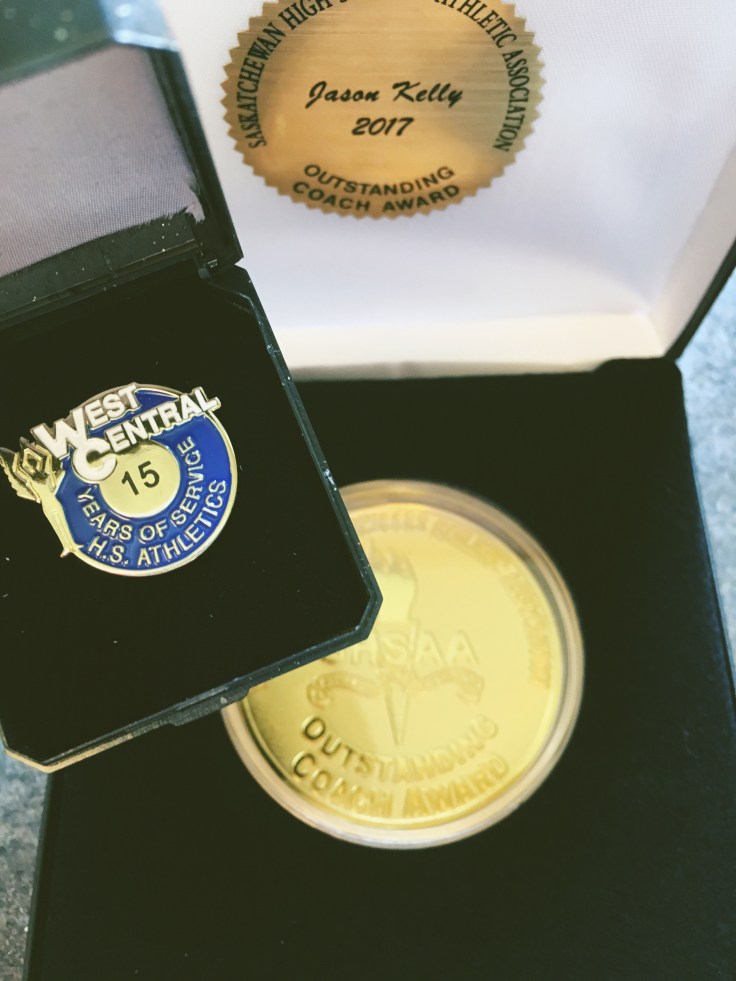 SASKATCHEWAN HIGH ATHLETIC ASSOCIATION
Jason Kelly
2017
OUTSTANDING
COACH AWARD
WEST
CENTRAL
15
YEARS OF SERVICE
H.S. ATHLETICS
HSAA
OUTSTANDING
COACH AWARD